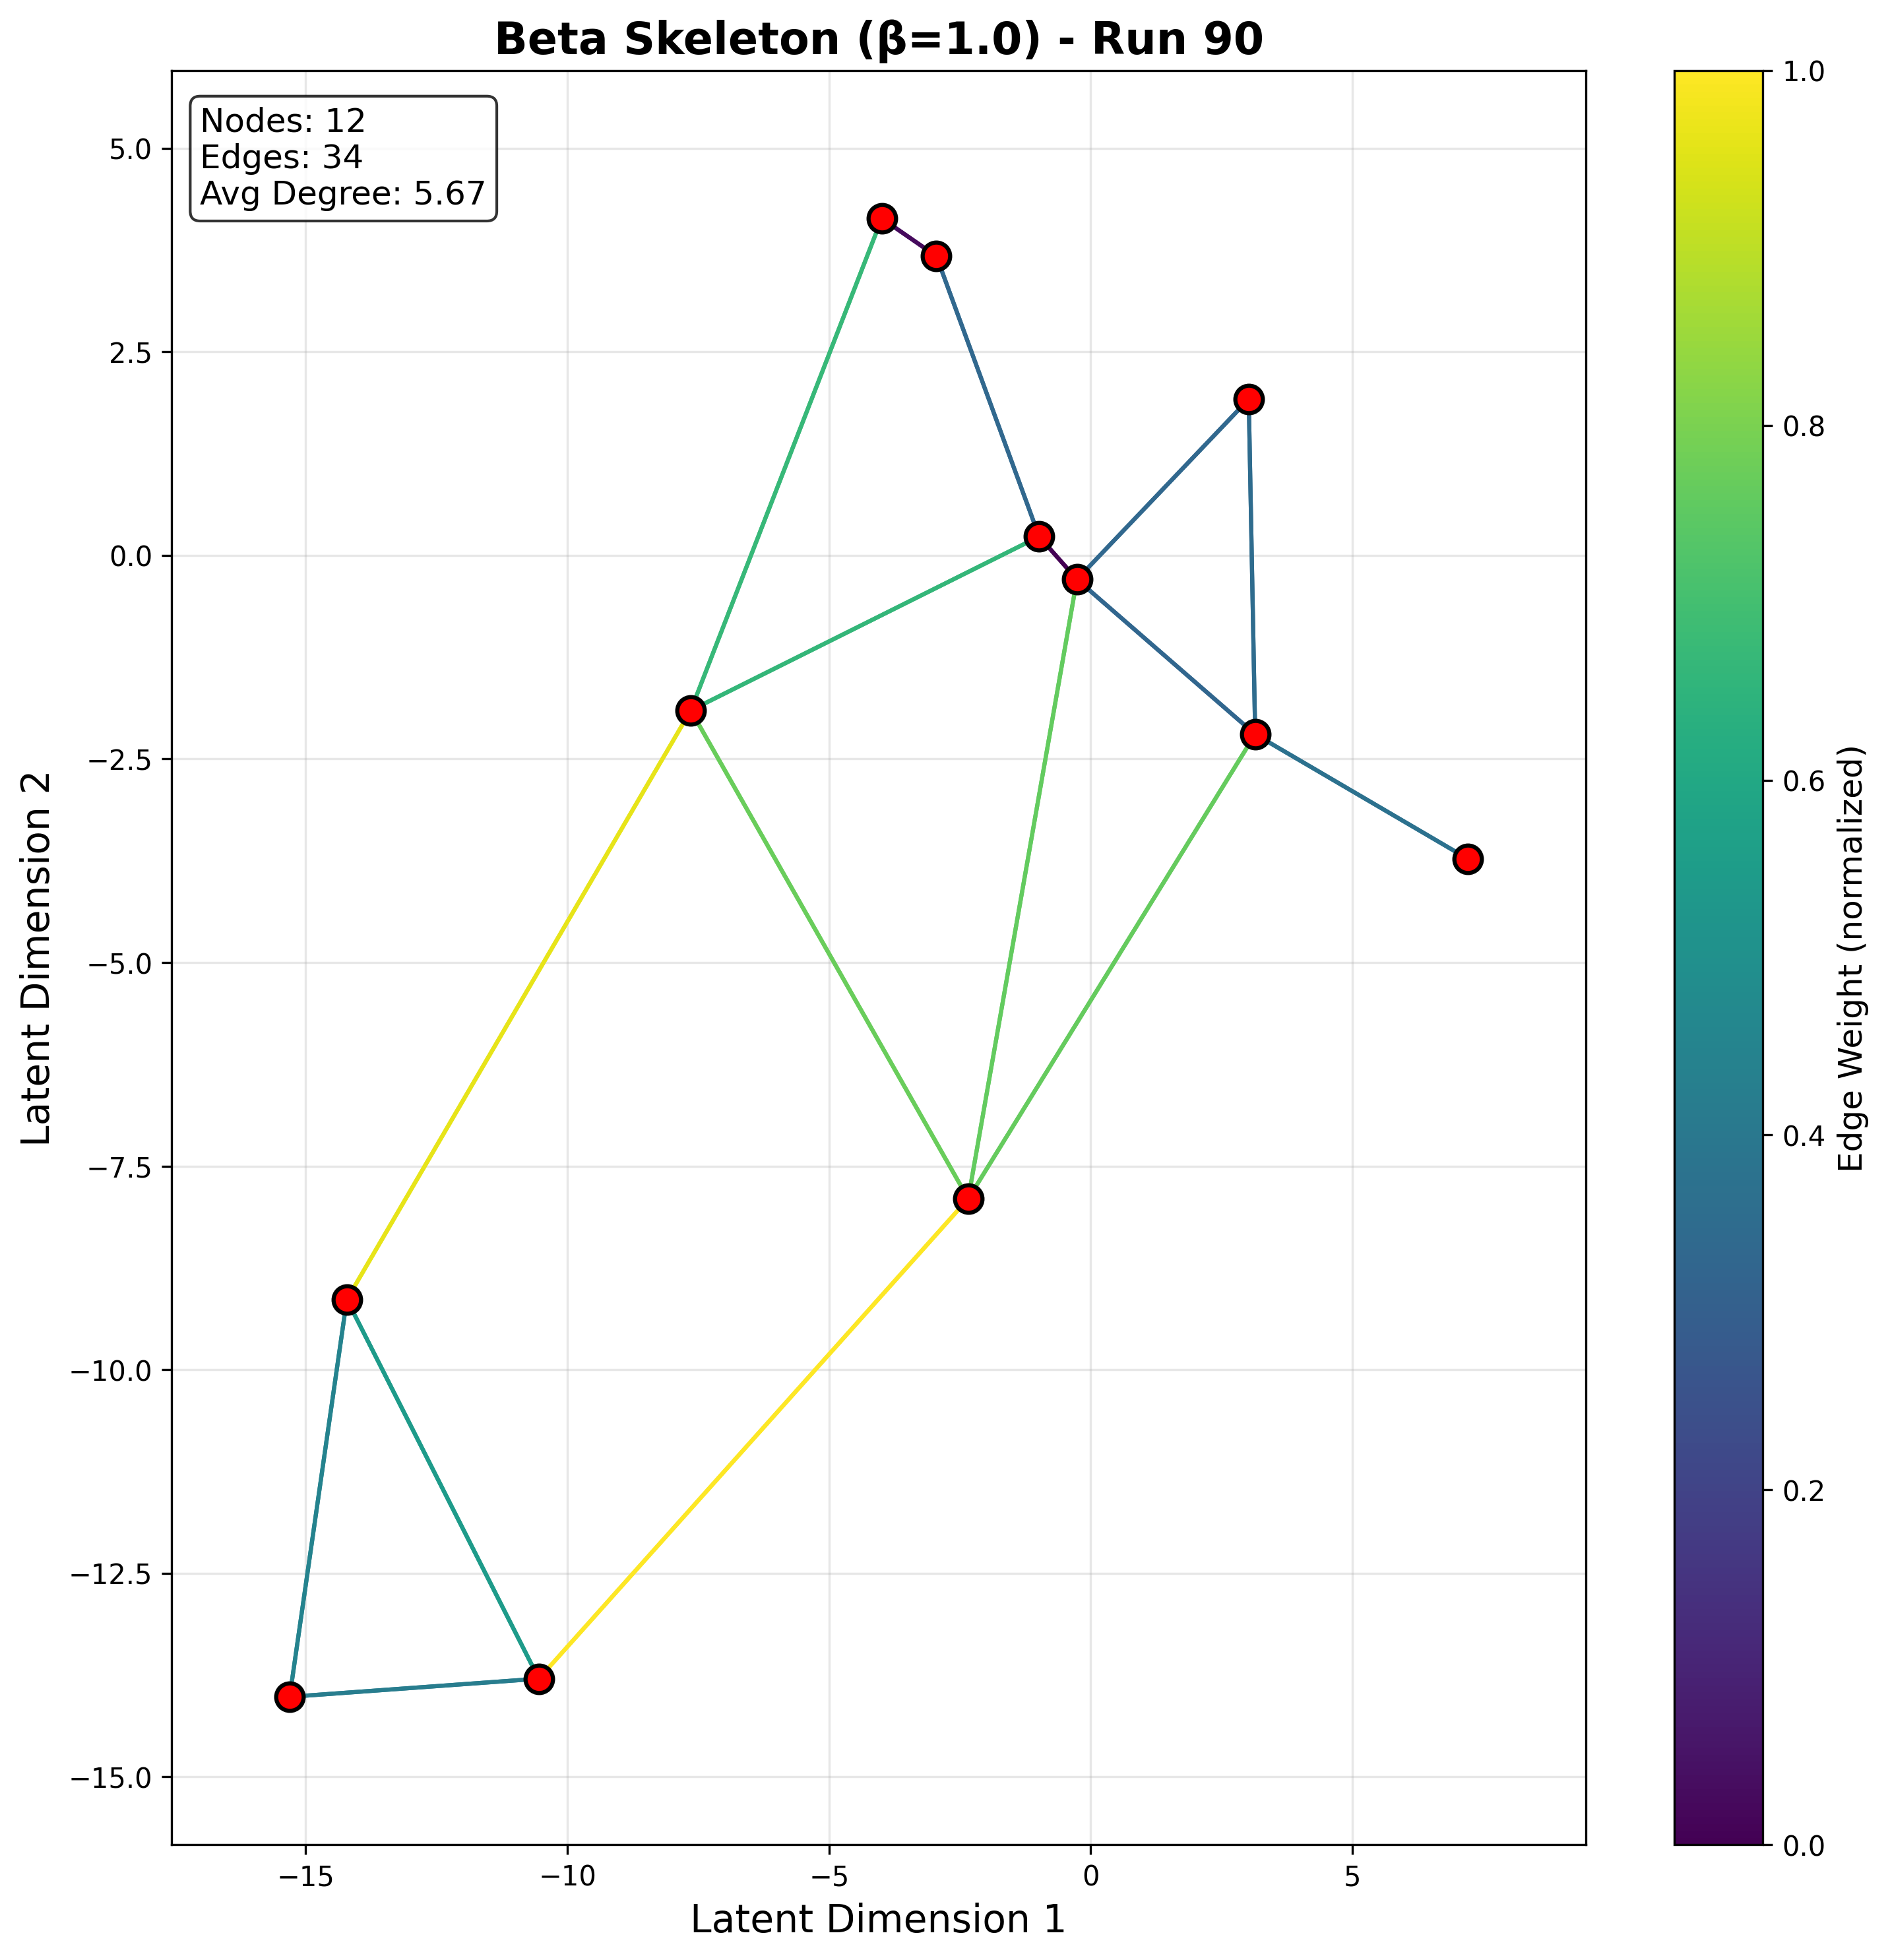 Beta Skeleton (β=1.0) - Run 90
Nodes: 12
Edges: 34
Avg Degree: 5.67
5.0
2.5
0.0
−2.5
−5.0
−7.5
−10.0
−12.5
−15.0
Latent Dimension 2
−15
−10
−5
0
5
Latent Dimension 1
1.0
0.8
0.6
0.4
0.2
0.0
Edge Weight (normalized)